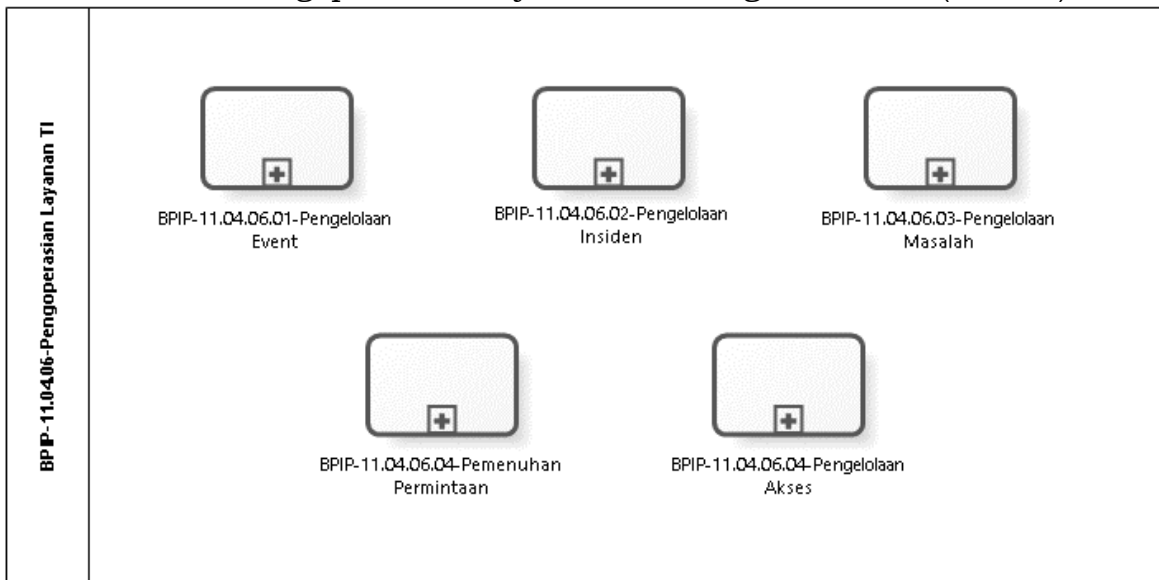 BPIP-11.04.06-Pengoperasian Layanan TI
BPIP-11.04.06.01-Pengelolaan
Event
BPIP-11.04.06.02-Pengelolaan
Insiden
BPIP-11.04.06.03-Pengelolaan
Masalah
BPIP-11.04.06.04-Pemenuhan
Permintaan
BPIP-11.04.06.04-Pengelolaan
Akses